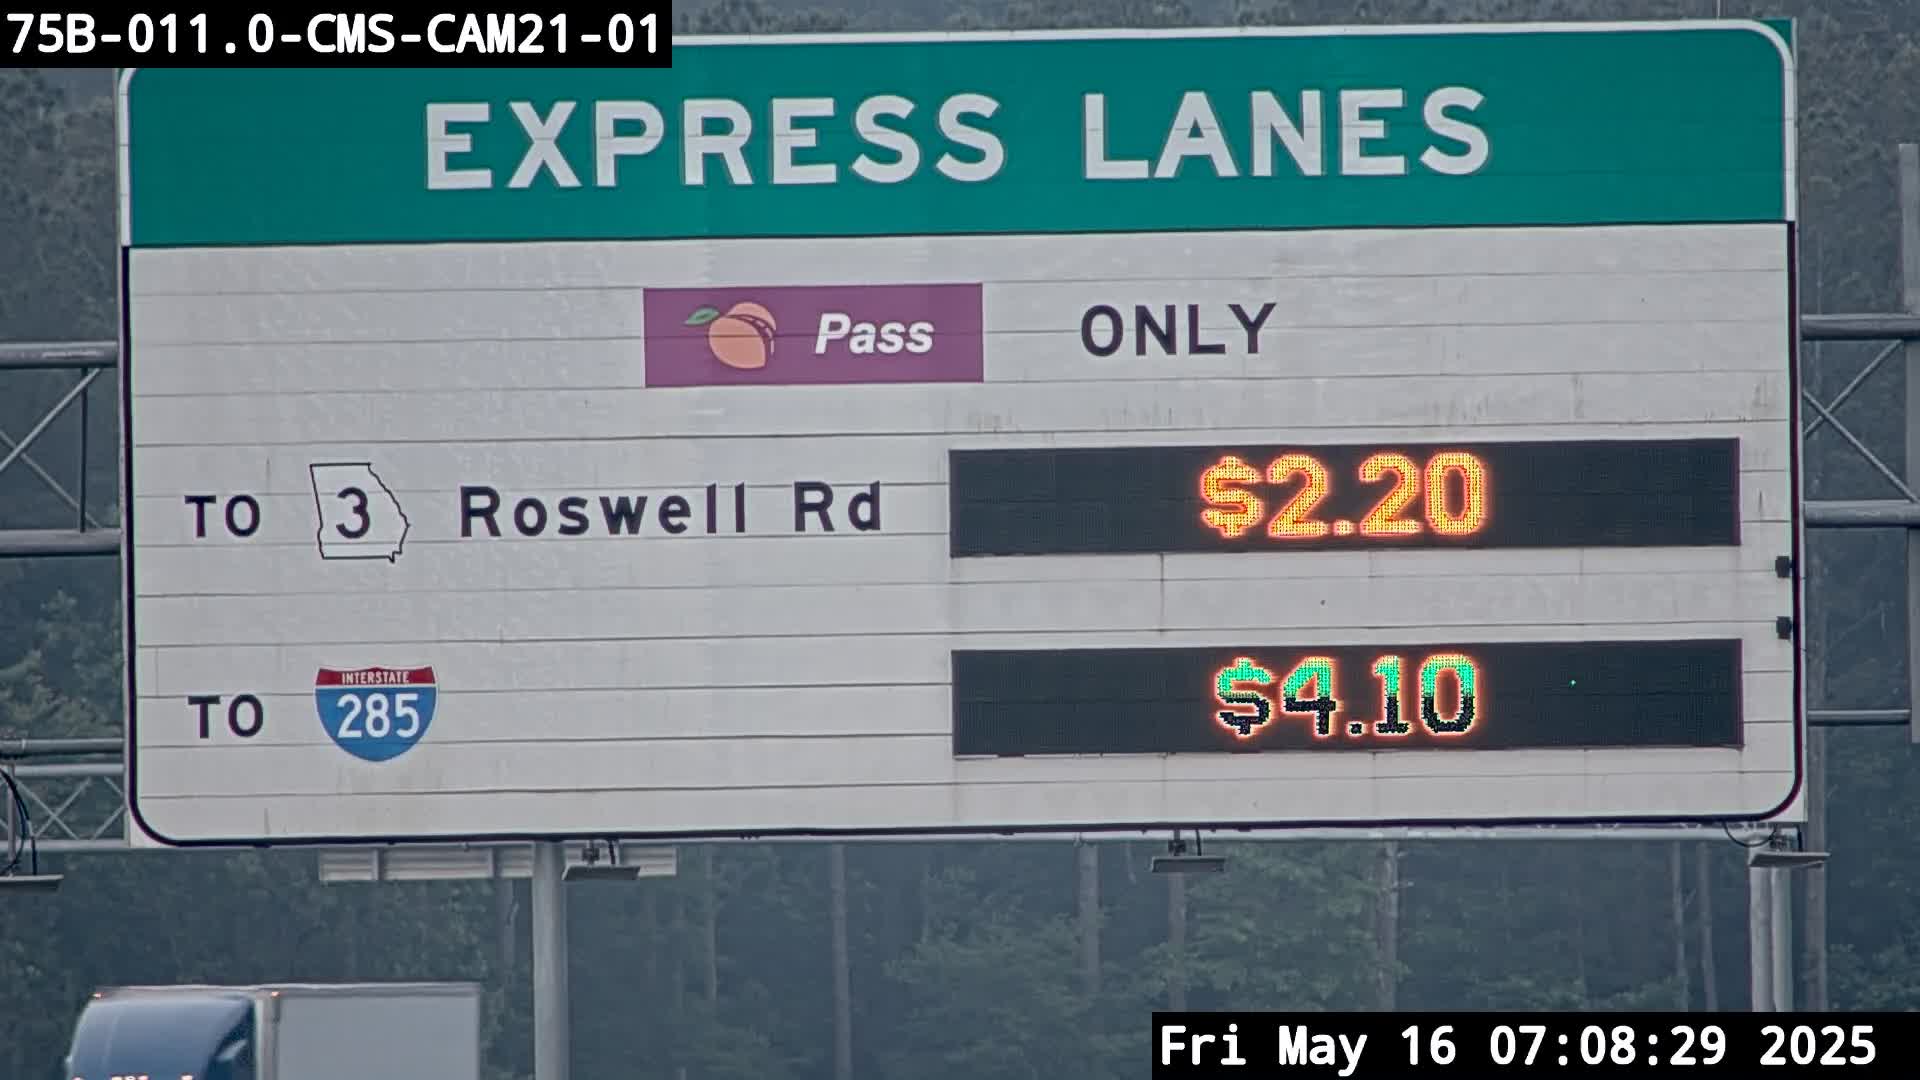 75B-011.0-CMS-CAM21-01
EXPRESS LANES
Pass ONLY
TO 3 Roswell Rd $2.20
INTERSTATE
TO 285 $4.10
Fri May 16 07:08:29 2025